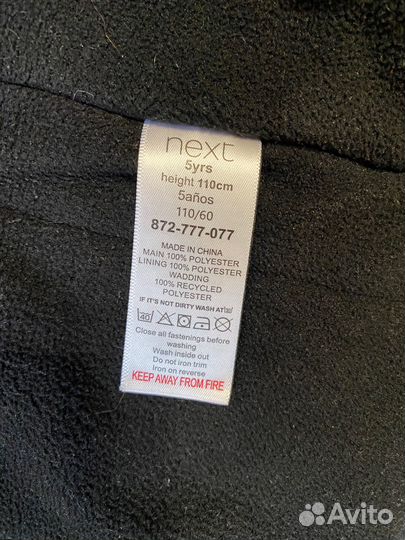 next
5yrs
height 110cm
5años
110/60
872-777-077
MADE IN CHINA
MAIN 100% POLYESTER
LINING 100% POLYESTER
WADDING
100% RECYCLED
POLYESTER
IF IT'S NOT DIRTY WASH AT
40
Close all fastenings before
washing
Wash inside out
Do not iron trim
Iron on reverse
KEEP AWAY FROM FIRE
Avito